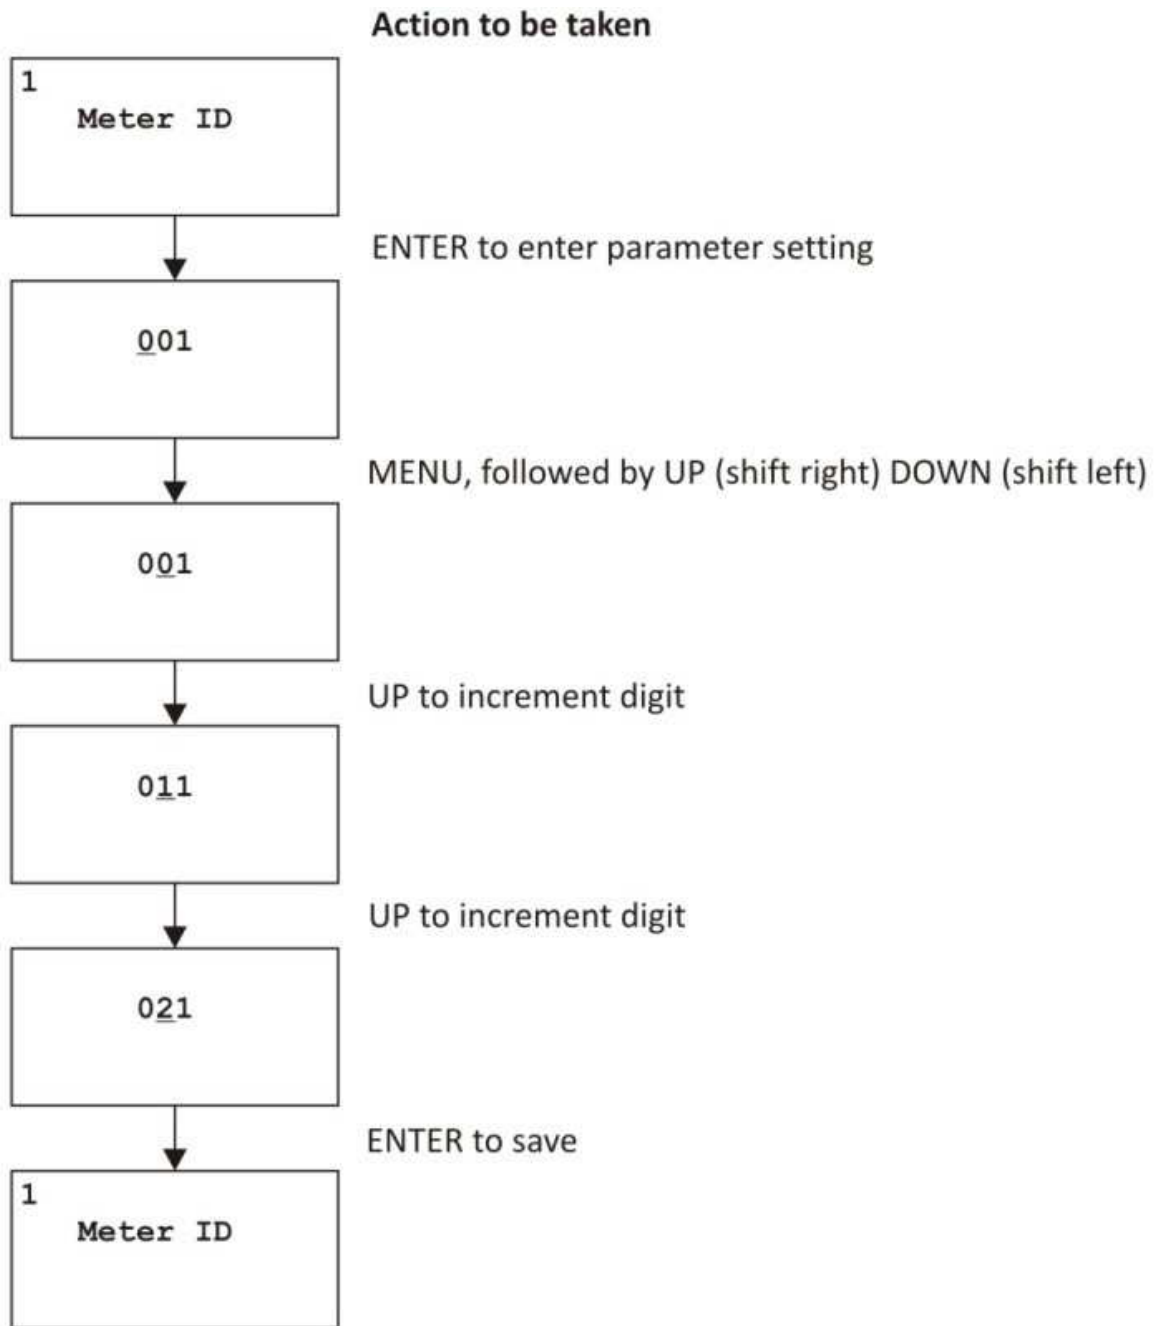 Action to be taken
1
Meter ID
ENTER to enter parameter setting
001
MENU, followed by UP (shift right) DOWN (shift left)
001
UP to increment digit
011
UP to increment digit
021
ENTER to save
1
Meter ID